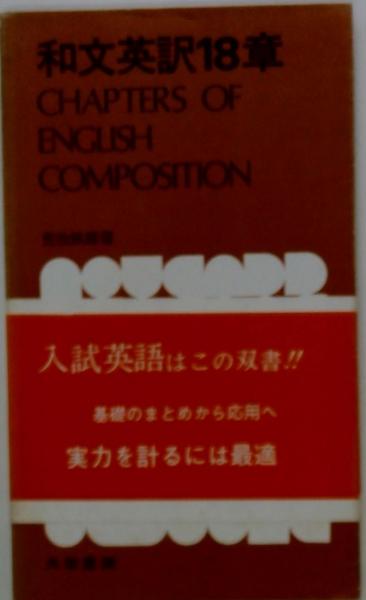 和文英訳18章
CHAPTERS OF
ENGLISH
COMPOSITION
入試英語はこの双書!!
基礎のまとめから応用へ
実力を計るには最適